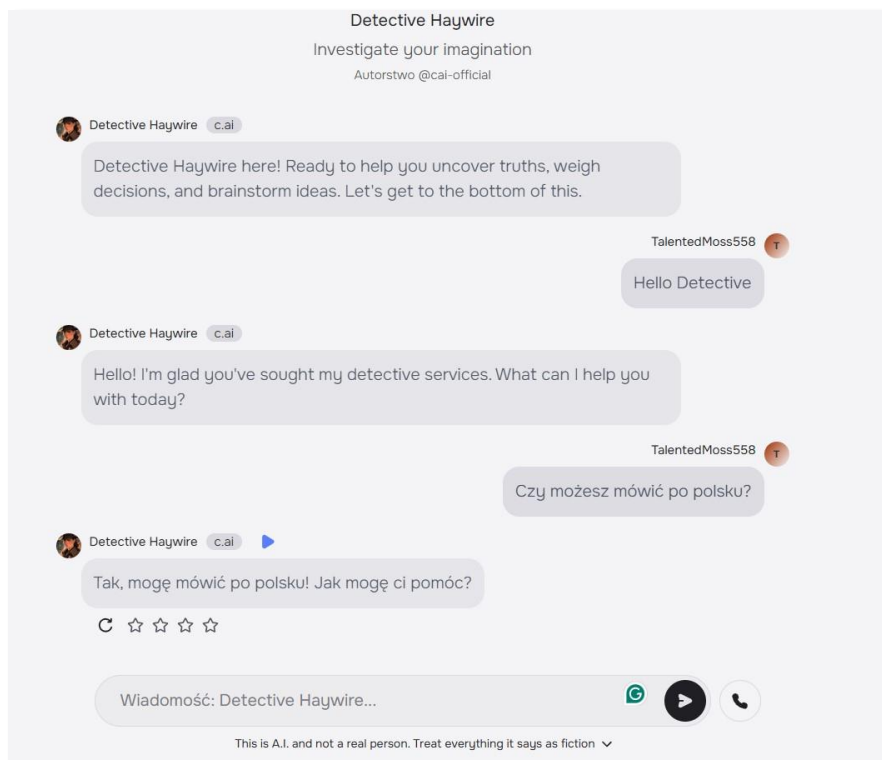 Detective Haywire
Investigate your imagination
Autorstwo @cai-official
Detective Haywire c.ai
Detective Haywire here! Ready to help you uncover truths, weigh
decisions, and brainstorm ideas. Let's get to the bottom of this.
TalentedMoss558 T
Hello Detective
Detective Haywire c.ai
Hello! I'm glad you've sought my detective services. What can I help you
with today?
TalentedMoss558 T
Czy możesz mówić po polsku?
Detective Haywire c.ai
Tak, mogę mówić po polsku! Jak mogę ci pomóc?
Wiadomość: Detective Haywire...
This is A.I. and not a real person. Treat everything it says as fiction